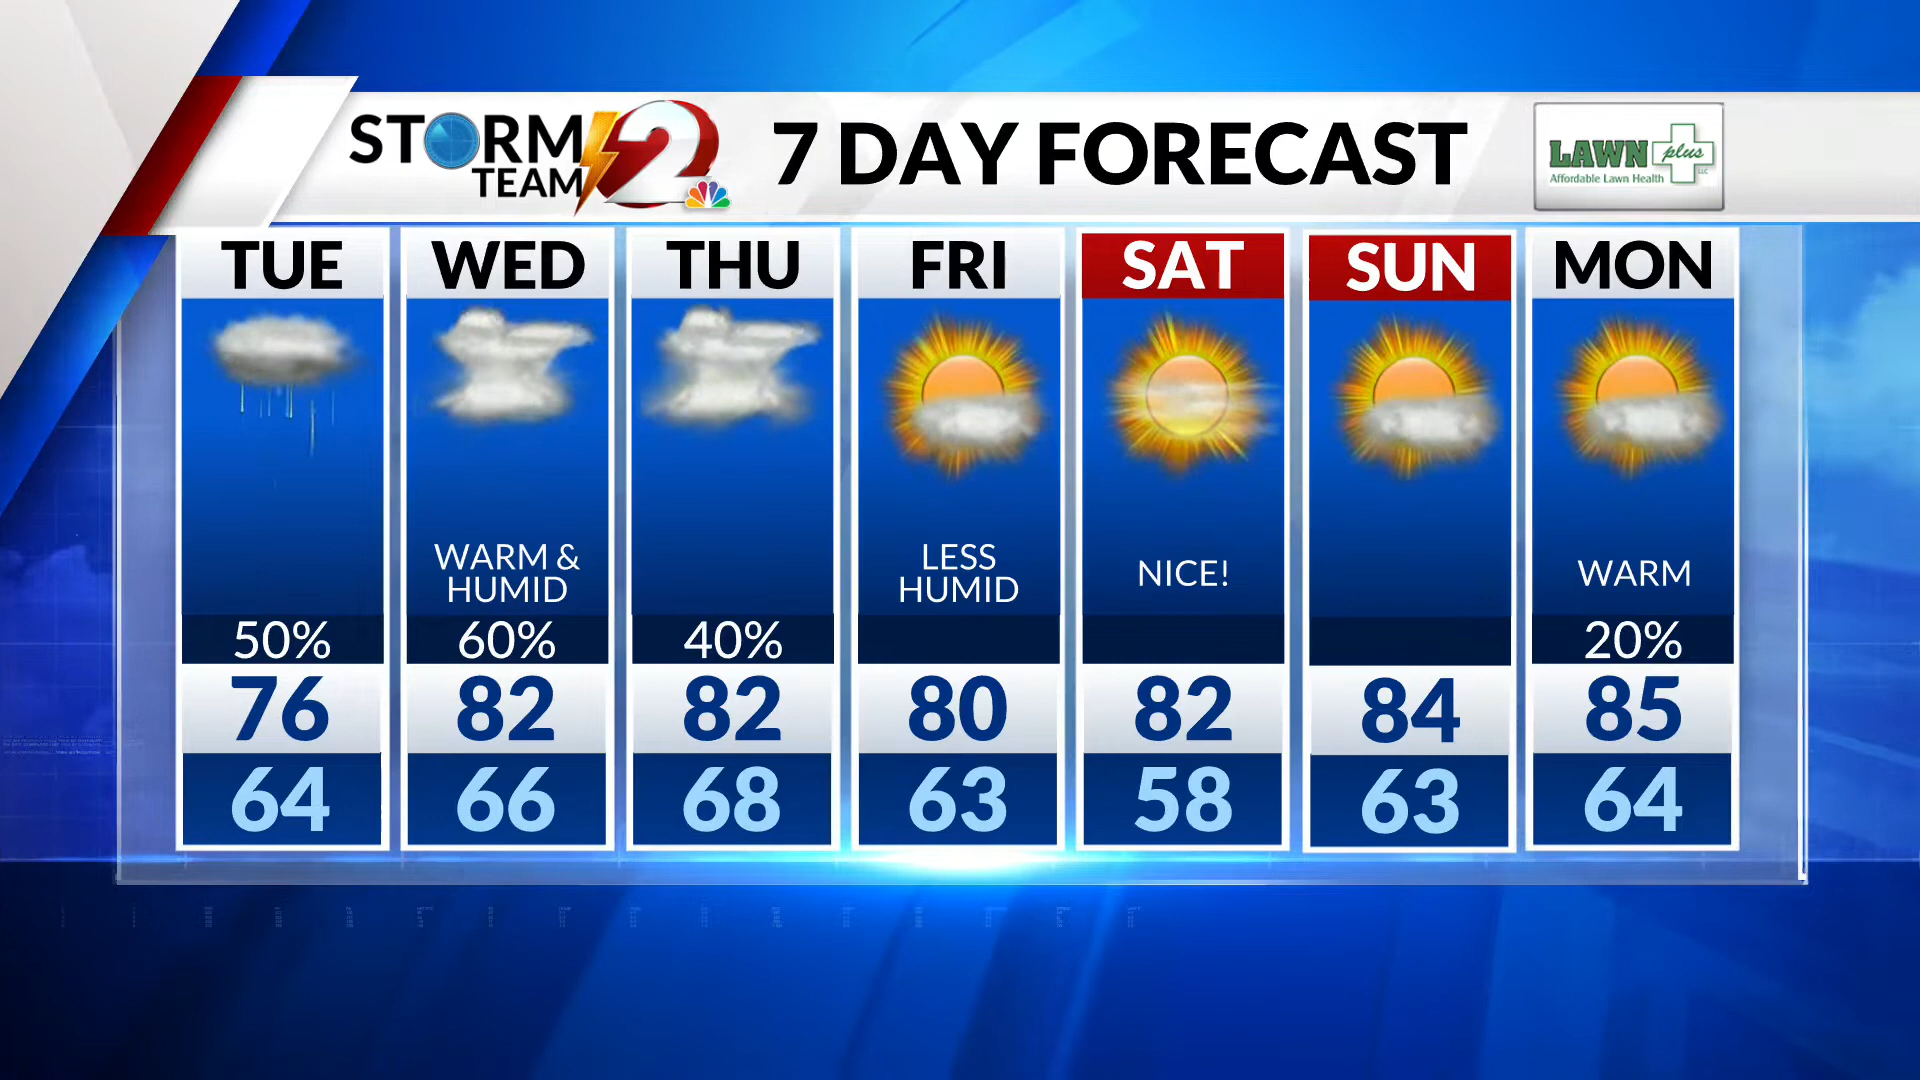 STORM
TEAM
2
7 DAY FORECAST
LAWN plus LLC
Affordable Lawn Health
TUE WED THU FRI SAT SUN MON
WARM &
HUMID
LESS
HUMID
NICE!
WARM
50% 60% 40% 20%
76 82 82 80 82 84 85
64 66 68 63 58 63 64